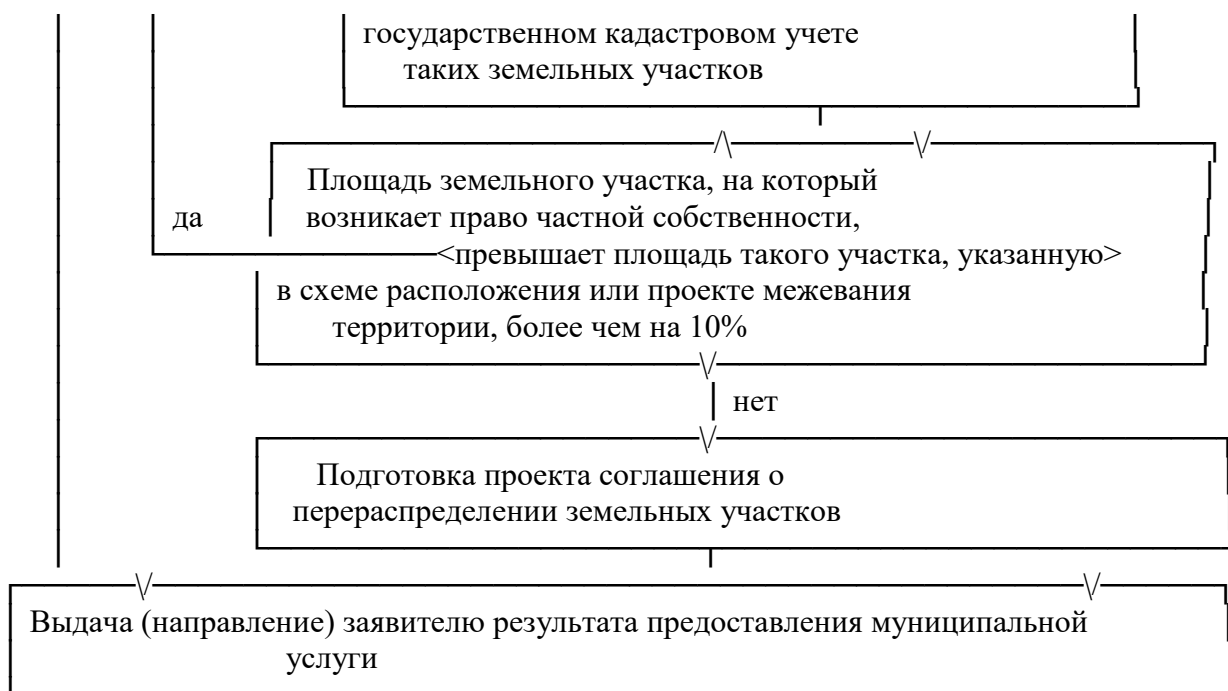 государственном кадастровом учете
таких земельных участков
Площадь земельного участка, на который
да возникает право частной собственности,
<превышает площадь такого участка, указанную>
в схеме расположения или проекте межевания
территории, более чем на 10%
нет
Подготовка проекта соглашения о
перераспределении земельных участков
Выдача (направление) заявителю результата предоставления муниципальной
услуги